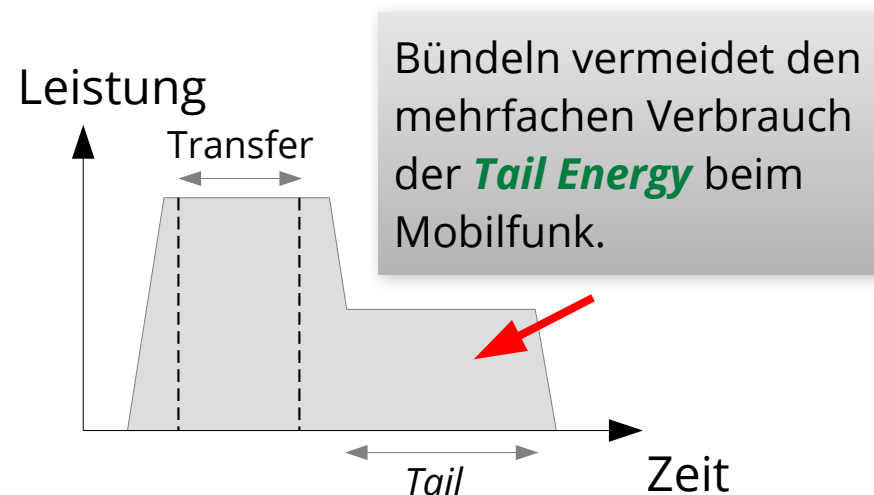 Leistung
Transfer
Bündeln vermeidet den
mehrfachen Verbrauch
der Tail Energy beim
Mobilfunk.
Tail
Zeit